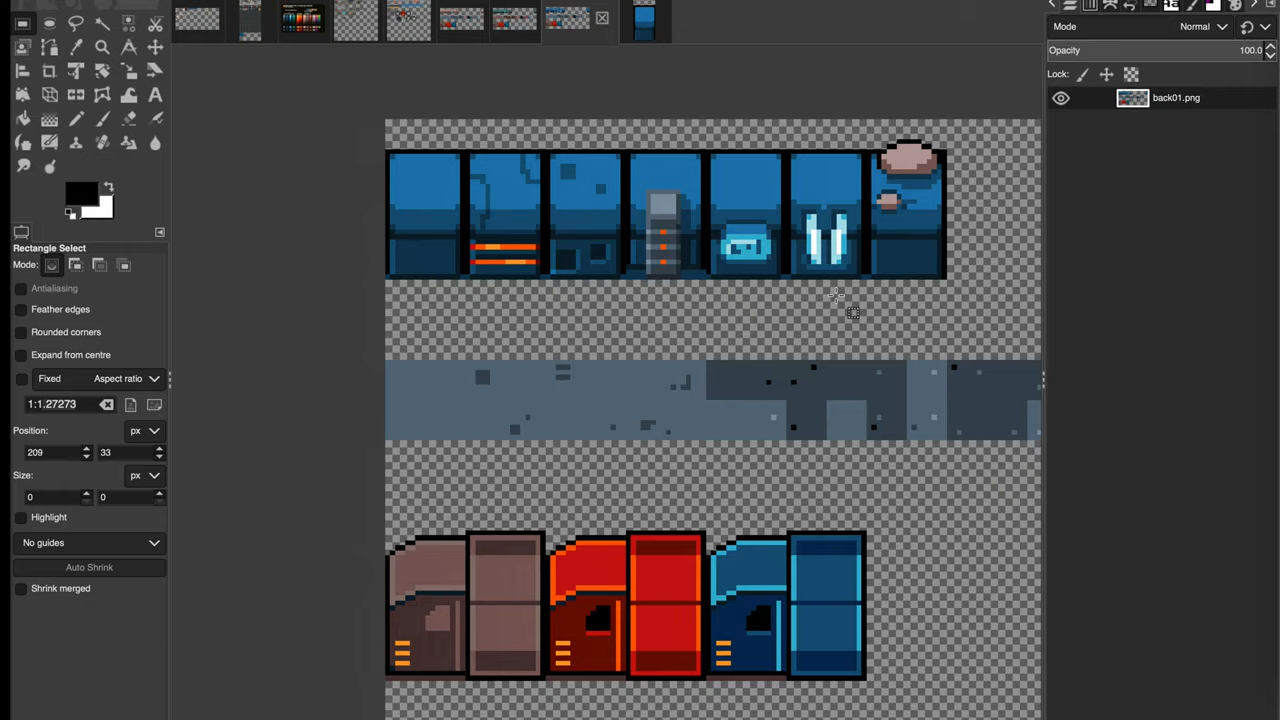 Mode Normal
Opacity 100.0
Lock:
back01.png
Rectangle Select
Mode:
Antialiasing
Feather edges
Rounded corners
Expand from centre
Fixed Aspect ratio
1:1.27273
Position: px
209 33
Size: px
0 0
Highlight
No guides
Auto Shrink
Shrink merged